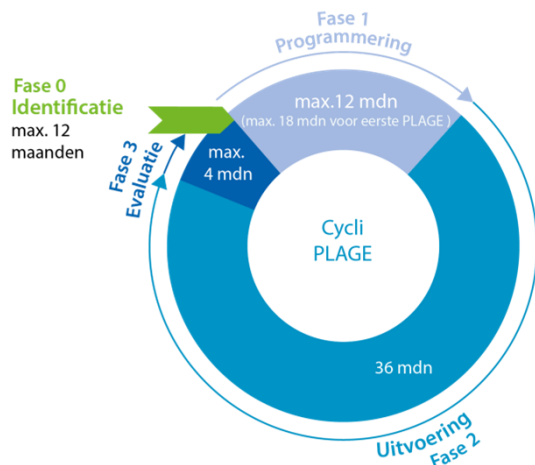 Fase 1
Programmering
Fase 0
Identificatie
max. 12
maanden
max.12 mdn
(max. 18 mdn voor eerste PLAGE )
Fase 3
Evaluatie
max.
4 mdn
Cycli
PLAGE
36 mdn
Uitvoering
Fase 2